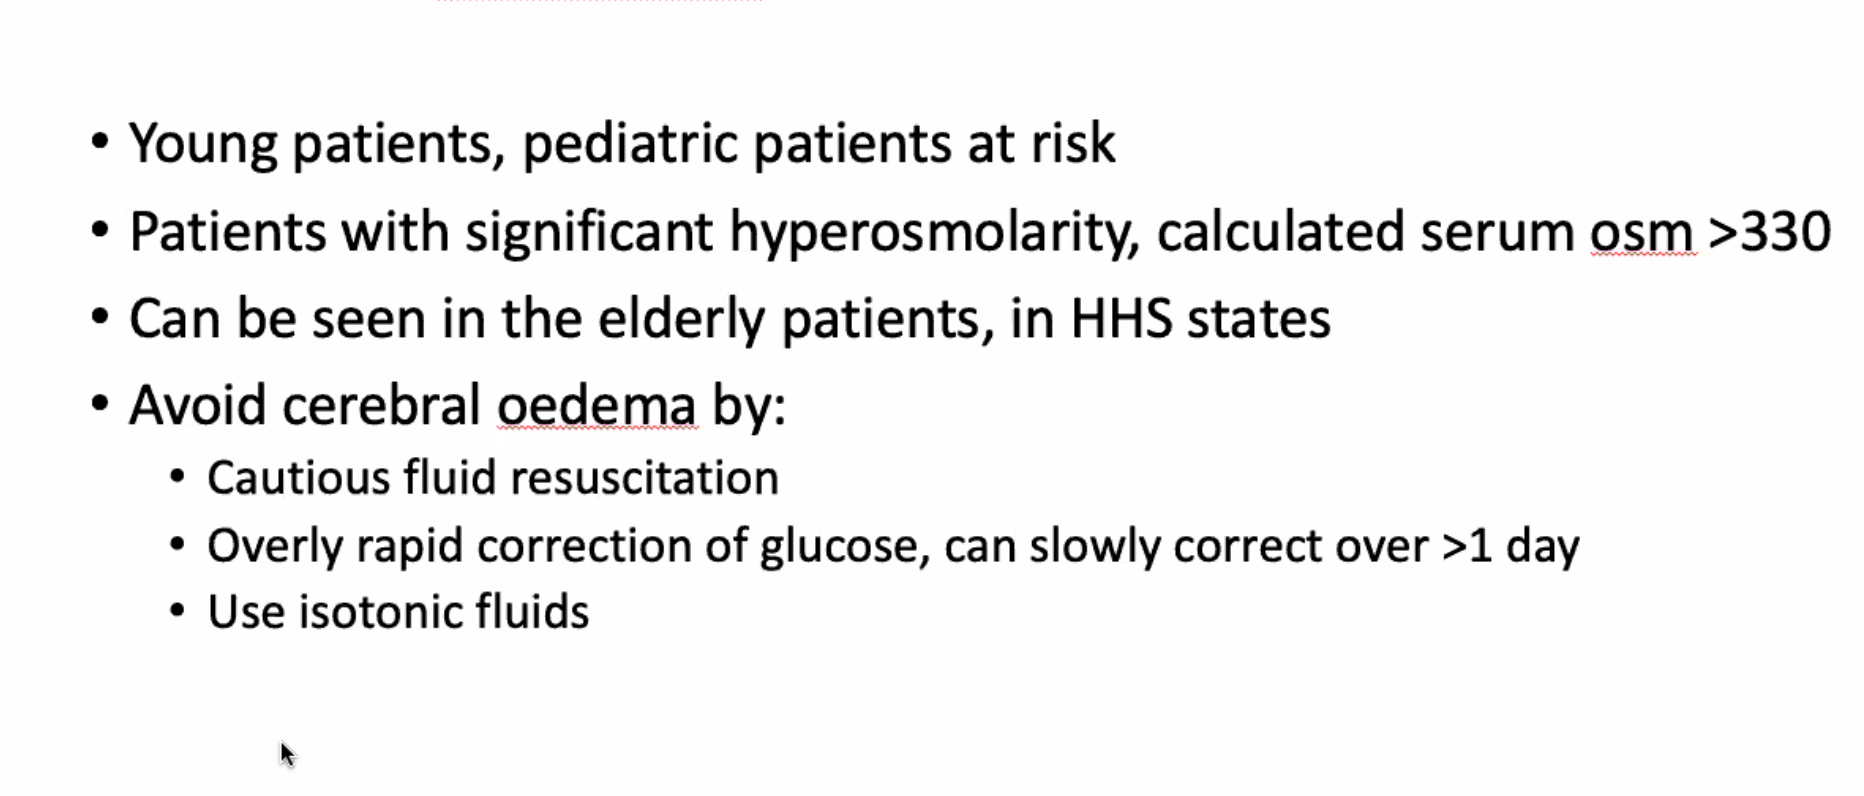 • Young patients, pediatric patients at risk
• Patients with significant hyperosmolarity, calculated serum osm >330
• Can be seen in the elderly patients, in HHS states
• Avoid cerebral oedema by:
• Cautious fluid resuscitation
• Overly rapid correction of glucose, can slowly correct over >1 day
• Use isotonic fluids